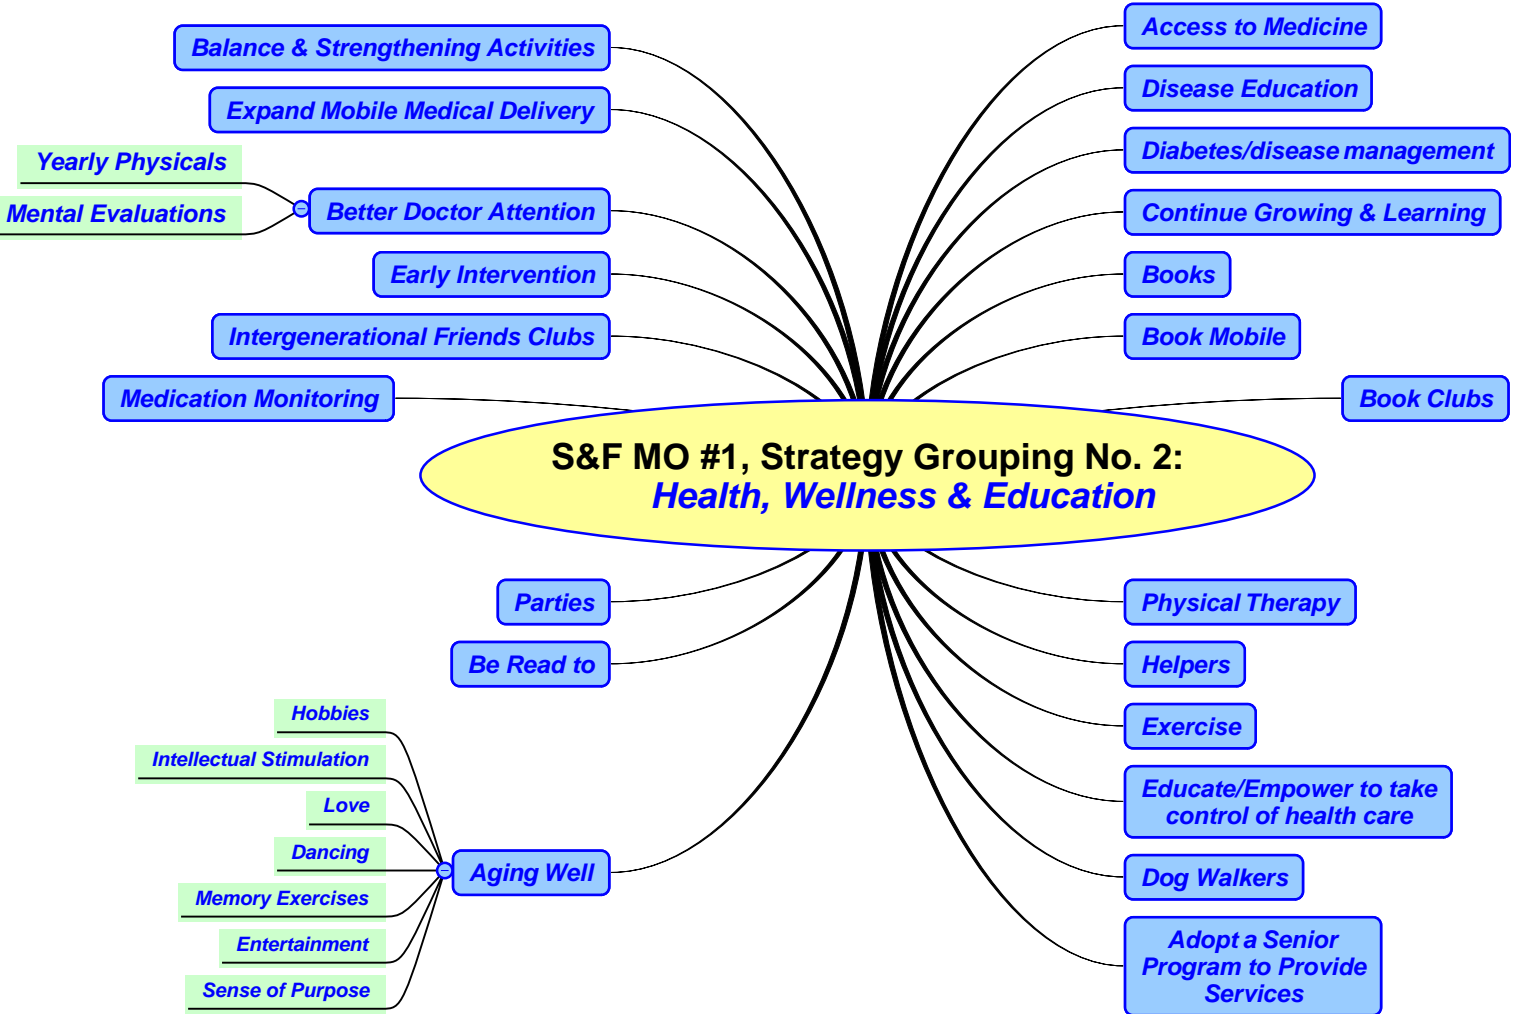 S&F MO #1, Strategy Grouping No. 2:
Health, Wellness & Education
Access to Medicine
Disease Education
Diabetes/disease management
Continue Growing & Learning
Books
Book Mobile
Book Clubs
Physical Therapy
Helpers
Exercise
Educate/Empower to take
control of health care
Dog Walkers
Adopt a Senior
Program to Provide
Services
Balance & Strengthening Activities
Expand Mobile Medical Delivery
Better Doctor Attention
Yearly Physicals
Mental Evaluations
Early Intervention
Intergenerational Friends Clubs
Medication Monitoring
Parties
Be Read to
Aging Well
Hobbies
Intellectual Stimulation
Love
Dancing
Memory Exercises
Entertainment
Sense of Purpose